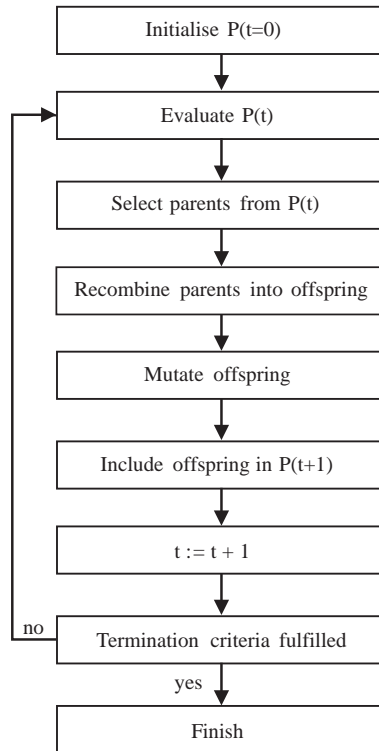 Initialise P(t=0)
Evaluate P(t)
Select parents from P(t)
Recombine parents into offspring
Mutate offspring
Include offspring in P(t+1)
t := t + 1
no
Termination criteria fulfilled
yes
Finish